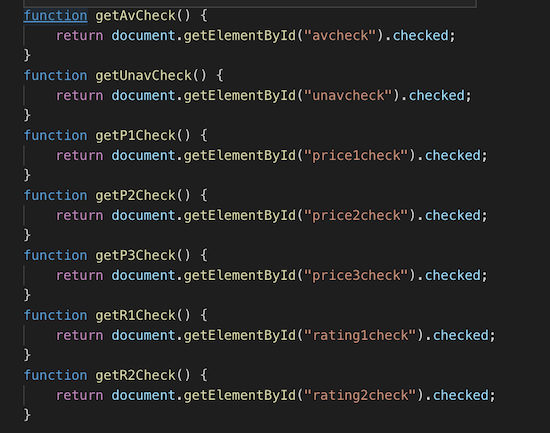 function getAvCheck() {
    return document.getElementById("avcheck").checked;
}
function getUnavCheck() {
    return document.getElementById("unavcheck").checked;
}
function getP1Check() {
    return document.getElementById("price1check").checked;
}
function getP2Check() {
    return document.getElementById("price2check").checked;
}
function getP3Check() {
    return document.getElementById("price3check").checked;
}
function getR1Check() {
    return document.getElementById("rating1check").checked;
}
function getR2Check() {
    return document.getElementById("rating2check").checked;
}